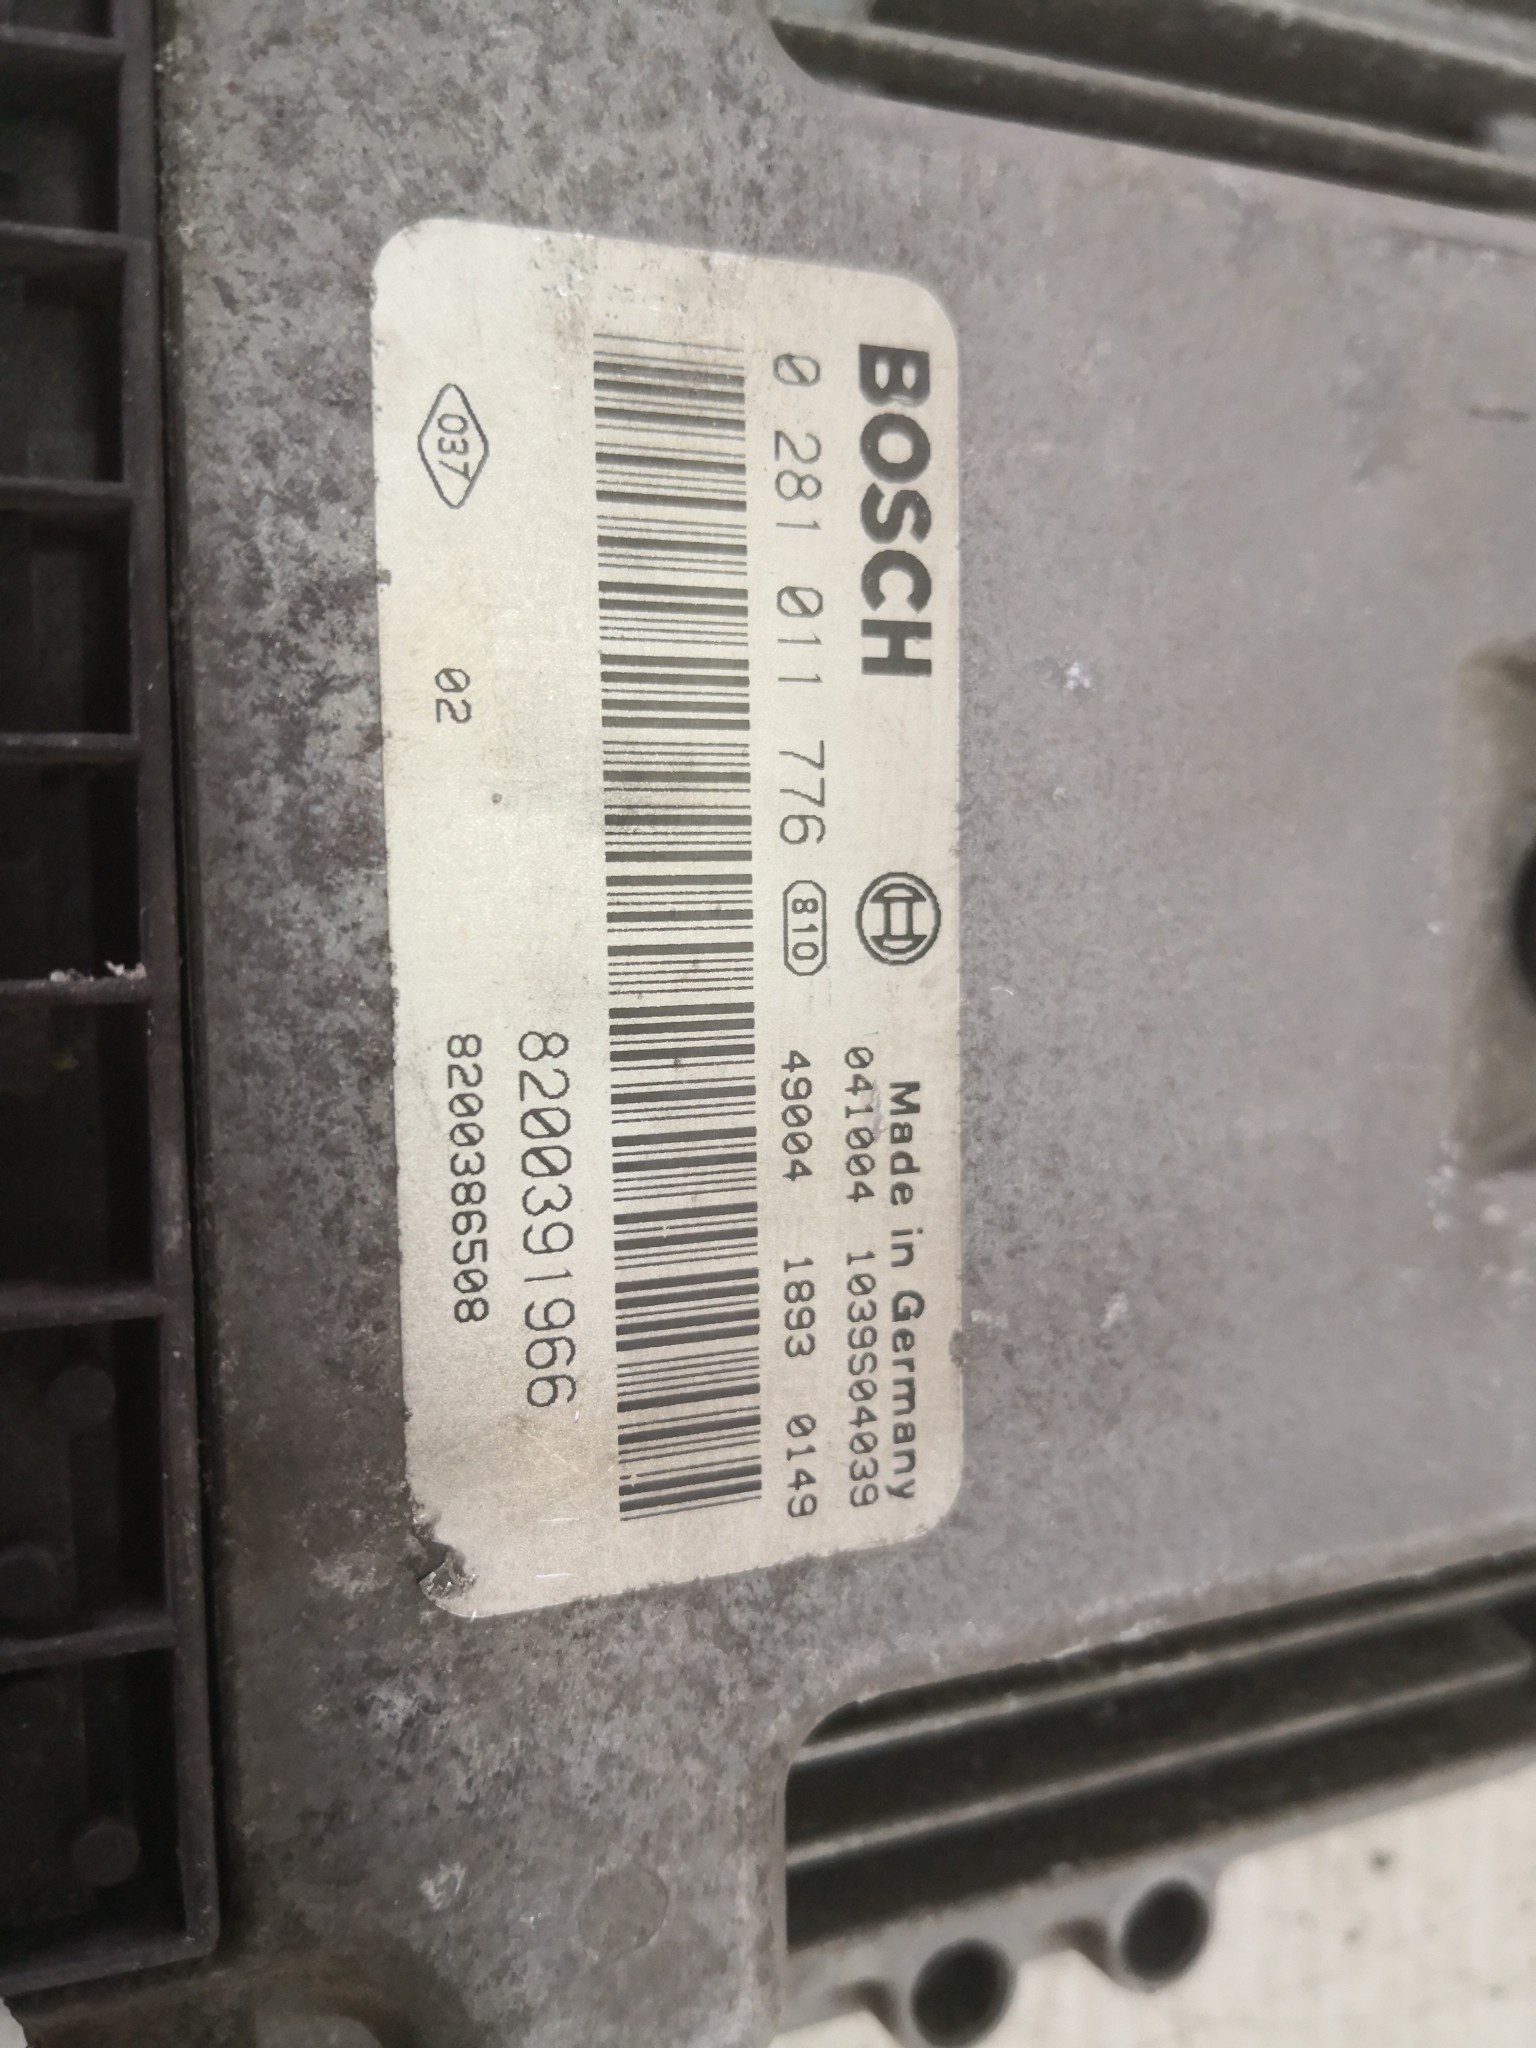 BOSCH
Made in Germany
041004 1039S04039
0 281 011 776 810 49004 1893 0149
8200391966
037 02 8200386508